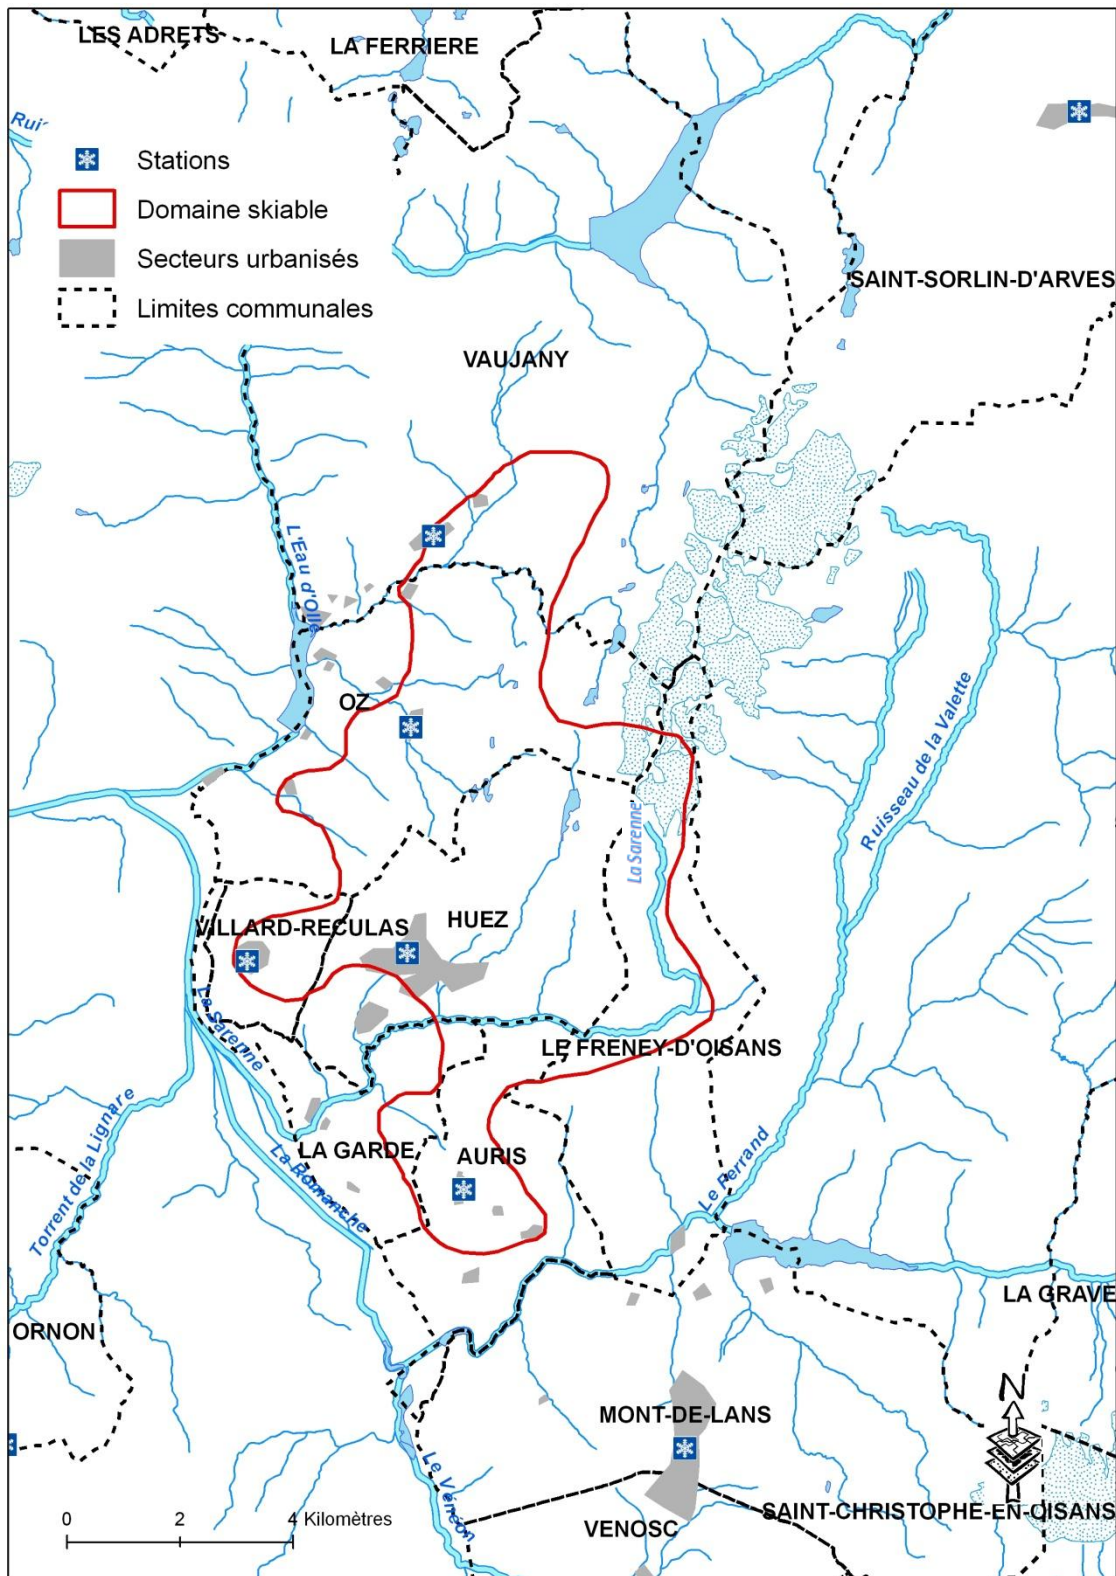 LES ADRETS
LA FERRIERE
Rui
Stations
Domaine skiable
Secteurs urbanisés
Limites communales
SAINT-SORLIN-D'ARVES
VAUJANY
L'Eau d'Olle
OZ
Ruisseau de la Valette
La Sarenne
VILLARD-RECULAS
HUEZ
La Sarenne
LE FRENEY-D'OISANS
Torrent de la Lignare
LA GARDE
AURIS
La Romanche
Le Ferrand
LA GRAVE
ORNON
N
MONT-DE-LANS
Le Vénéon
SAINT-CHRISTOPHE-EN-OISANS
VENOSC
0 2 4 Kilomètres